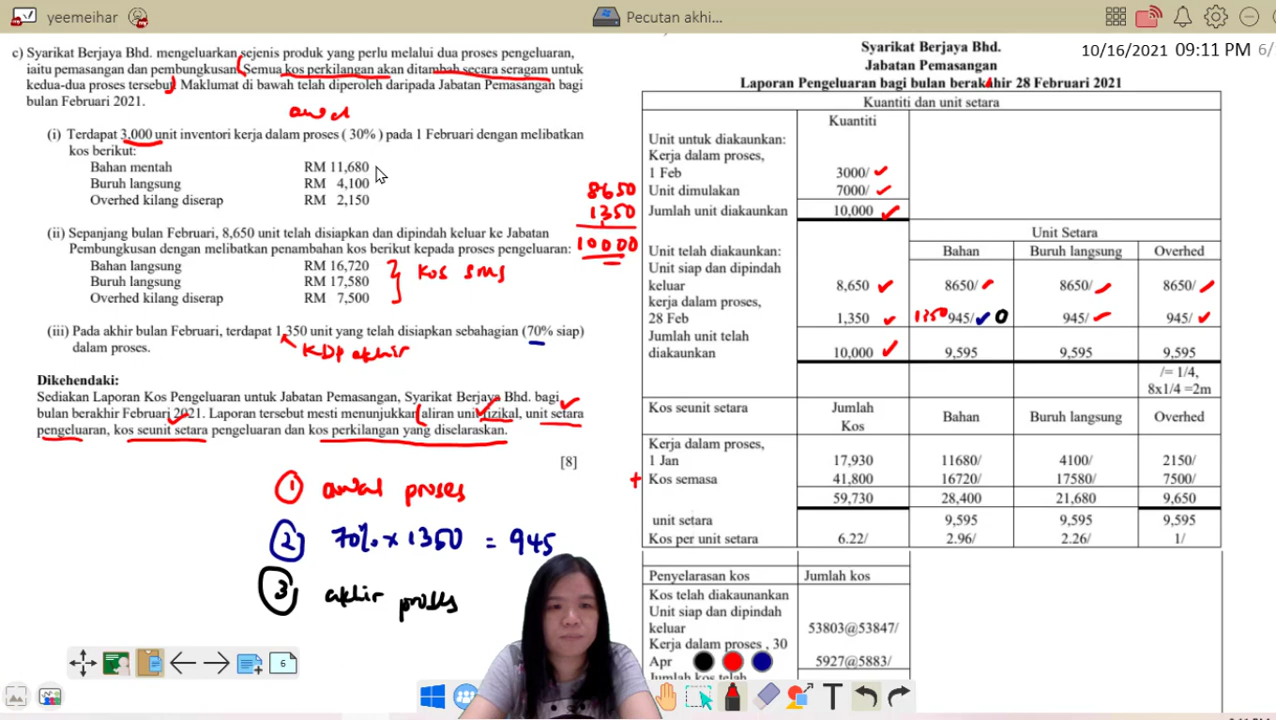 yeemeihar
Pecutan akhi...
10/16/2021 09:11 PM 6/
c) Syarikat Berjaya Bhd. mengeluarkan sejenis produk yang perlu melalui dua proses pengeluaran,
iaitu pemasangan dan pembungkusan. Semua kos perkilangan akan ditambah secara seragam untuk
kedua-dua proses tersebut. Maklumat di bawah telah diperoleh daripada Jabatan Pemasangan bagi
bulan Februari 2021.
awal
(i) Terdapat 3,000 unit inventori kerja dalam proses ( 30% ) pada 1 Februari dengan melibatkan
kos berikut:
Bahan mentah RM 11,680
Buruh langsung RM 4,100
Overhed kilang diserap RM 2,150
8650
1350
10000
(ii) Sepanjang bulan Februari, 8,650 unit telah disiapkan dan dipindah keluar ke Jabatan
Pembungkusan dengan melibatkan penambahan kos berikut kepada proses pengeluaran:
Bahan langsung RM 16,720
Buruh langsung RM 17,580
Overhed kilang diserap RM 7,500
kos sms
(iii) Pada akhir bulan Februari, terdapat 1,350 unit yang telah disiapkan sebahagian (70% siap)
dalam proses.
KDP akhir
Dikehendaki:
Sediakan Laporan Kos Pengeluaran untuk Jabatan Pemasangan, Syarikat Berjaya Bhd. bagi
bulan berakhir Februari 2021. Laporan tersebut mesti menunjukkan aliran unit fizikal, unit setara
pengeluaran, kos seunit setara pengeluaran dan kos perkilangan yang diselaraskan.
[8]
1 awal proses
2 70% x 1350 = 945
3 akhir proses
6
Syarikat Berjaya Bhd.
Jabatan Pemasangan
Laporan Pengeluaran bagi bulan berakhir 28 Februari 2021
Kuantiti dan unit setara
Kuantiti
Unit untuk diakaunkan:
Kerja dalam proses,
1 Feb 3000/
Unit dimulakan 7000/
Jumlah unit diakaunkan 10,000
Unit Setara
Unit telah diakaunkan: Bahan Buruh langsung Overhed
Unit siap dan dipindah
keluar 8,650 8650/ 8650/ 8650/
kerja dalam proses,
28 Feb 1,350 1350 945/ 0 945/ 945/
Jumlah unit telah
diakaunkan 10,000 9,595 9,595 9,595
/= 1/4,
8x1/4 =2m
Kos seunit setara Jumlah Kos Bahan Buruh langsung Overhed
Kerja dalam proses,
1 Jan 17,930 11680/ 4100/ 2150/
+ Kos semasa 41,800 16720/ 17580/ 7500/
59,730 28,400 21,680 9,650
unit setara 9,595 9,595 9,595
Kos per unit setara 6.22/ 2.96/ 2.26/ 1/
Penyelarasan kos Jumlah kos
Kos telah diakaunankan
Unit siap dan dipindah
keluar 53803@53847/
Kerja dalam proses , 30
Apr 5927@5883/
Jumlah kos telah